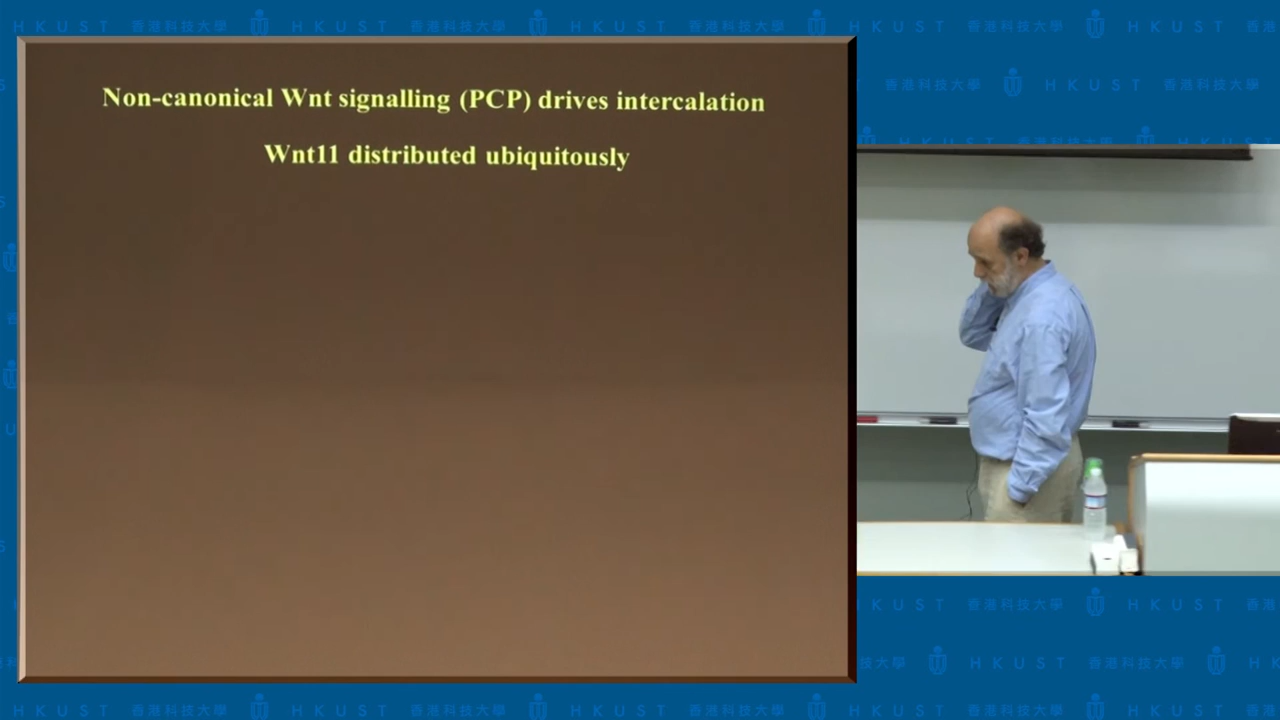 Non-canonical Wnt signalling (PCP) drives intercalation
Wnt11 distributed ubiquitously
HKUST 香港科技大學